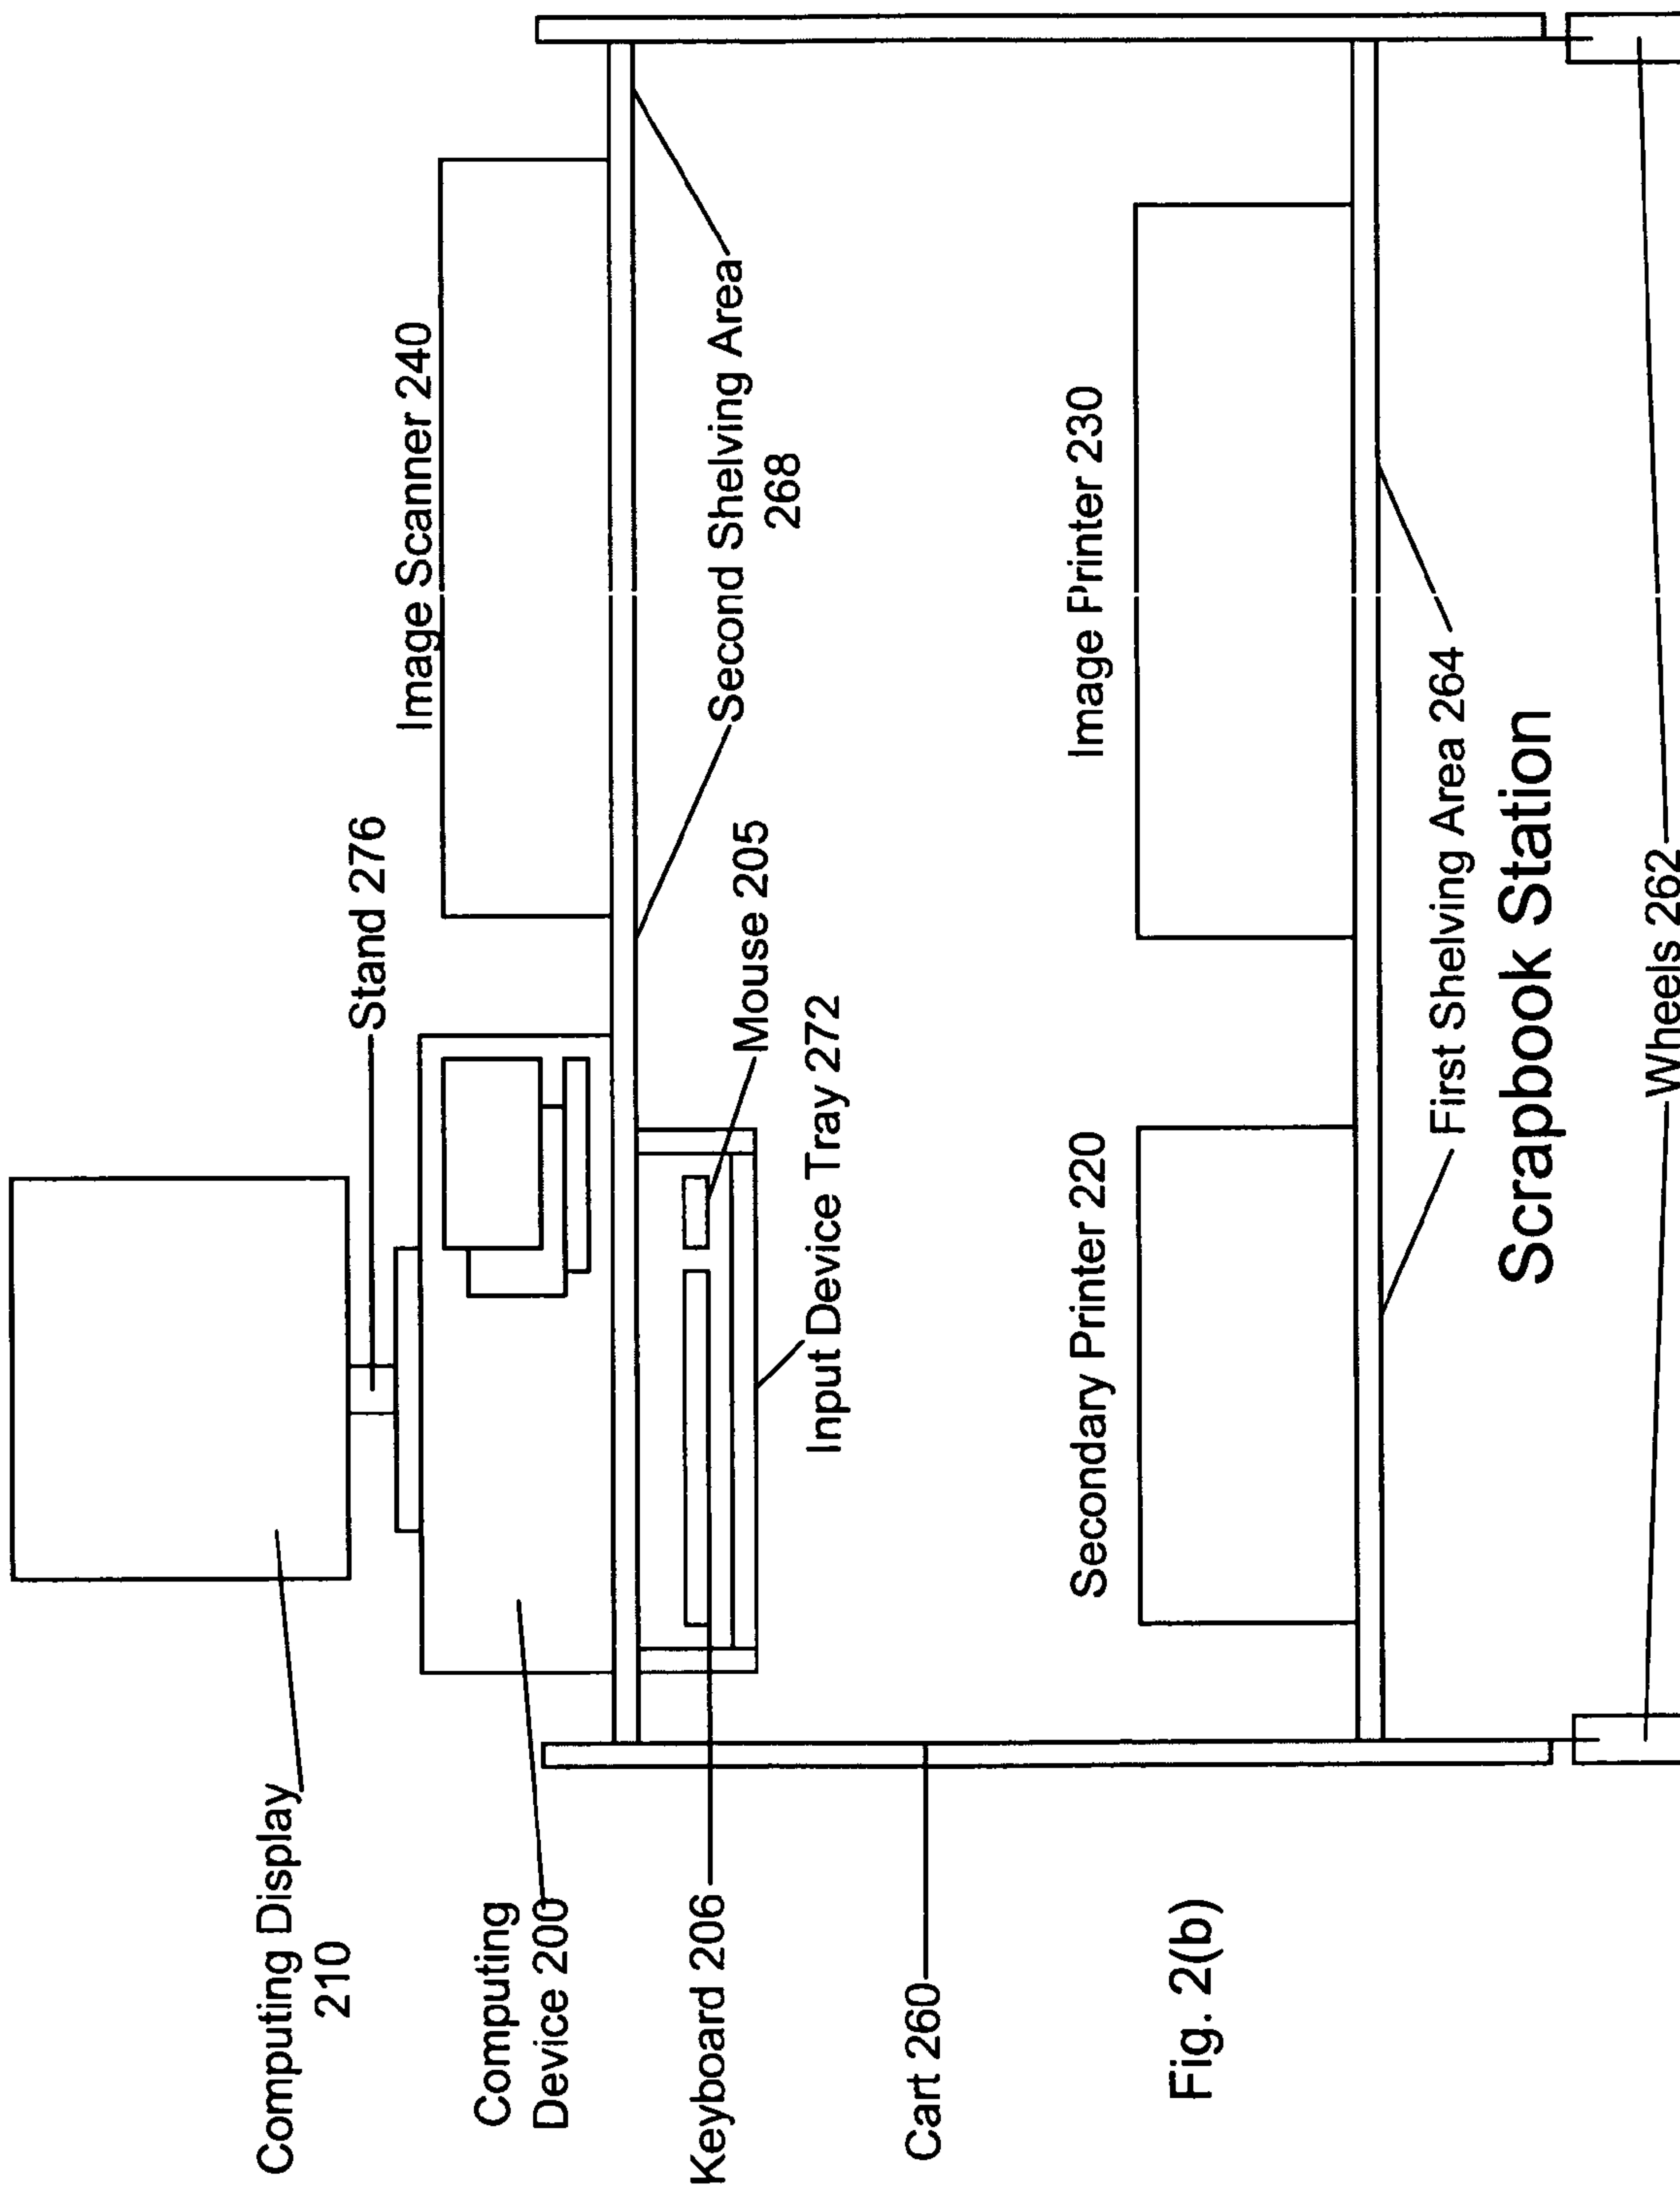 Computing Display
210
Stand 276
Image Scanner 240
Computing
Device 200
Keyboard 206
Mouse 205
Second Shelving Area
268
Input Device Tray 272
Cart 260
Secondary Printer 220
Image Printer 230
Fig. 2(b)
First Shelving Area 264
Scrapbook Station
Wheels 262